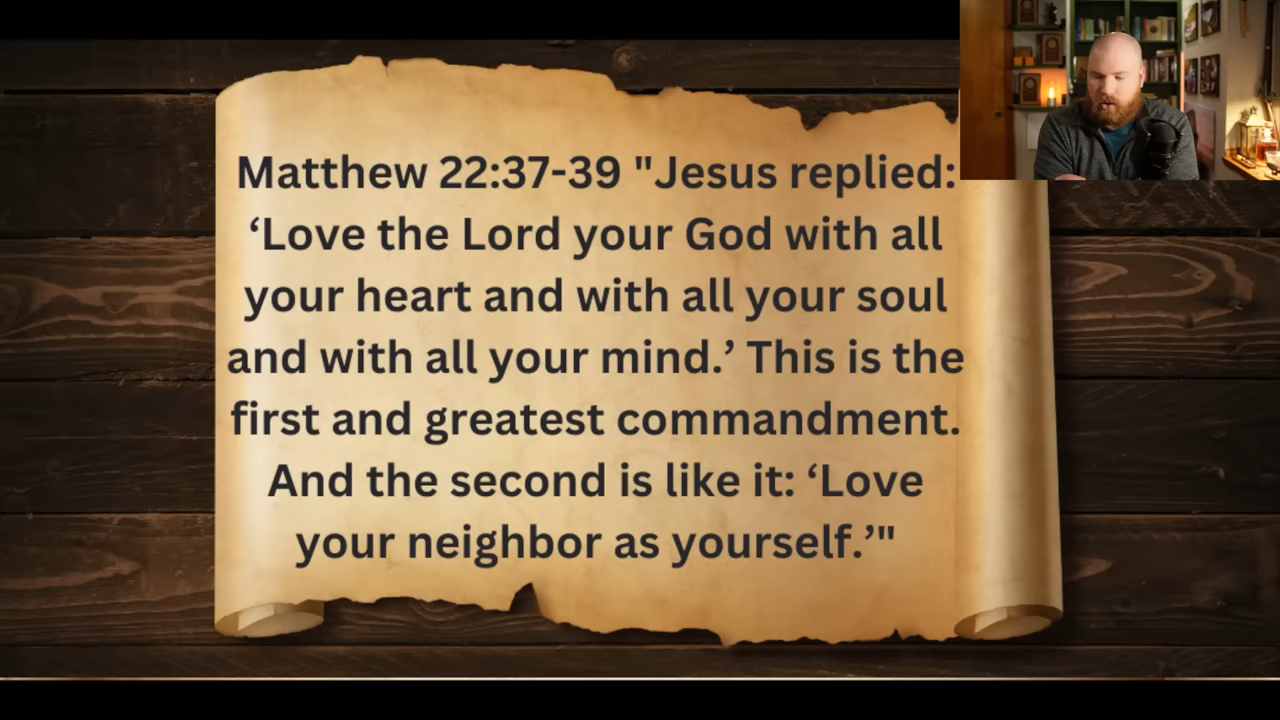 Matthew 22:37-39 "Jesus replied:
‘Love the Lord your God with all
your heart and with all your soul
and with all your mind.’ This is the
first and greatest commandment.
And the second is like it: ‘Love
your neighbor as yourself.’"